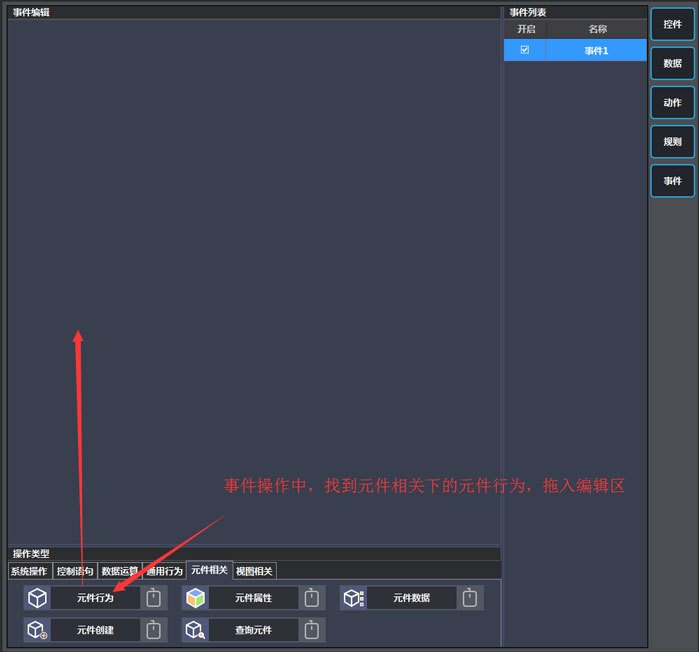 事件编辑
事件列表
开启 名称
事件1
控件
数据
动作
规则
事件
事件操作中，找到元件相关下的元件行为，拖入编辑区
操作类型
系统操作 控制语句 数据运算 通用行为 元件相关 视图相关
元件行为 元件属性 元件数据
元件创建 查询元件